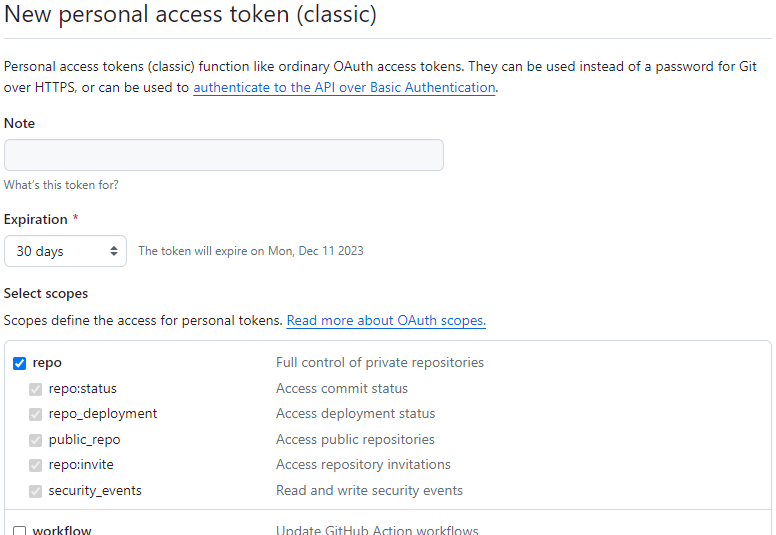 New personal access token (classic)
Personal access tokens (classic) function like ordinary OAuth access tokens. They can be used instead of a password for Git
over HTTPS, or can be used to authenticate to the API over Basic Authentication.
Note
What's this token for?
Expiration *
30 days The token will expire on Mon, Dec 11 2023
Select scopes
Scopes define the access for personal tokens. Read more about OAuth scopes.
repo Full control of private repositories
repo:status Access commit status
repo_deployment Access deployment status
public_repo Access public repositories
repo:invite Access repository invitations
security_events Read and write security events
workflow Update GitHub Action workflows